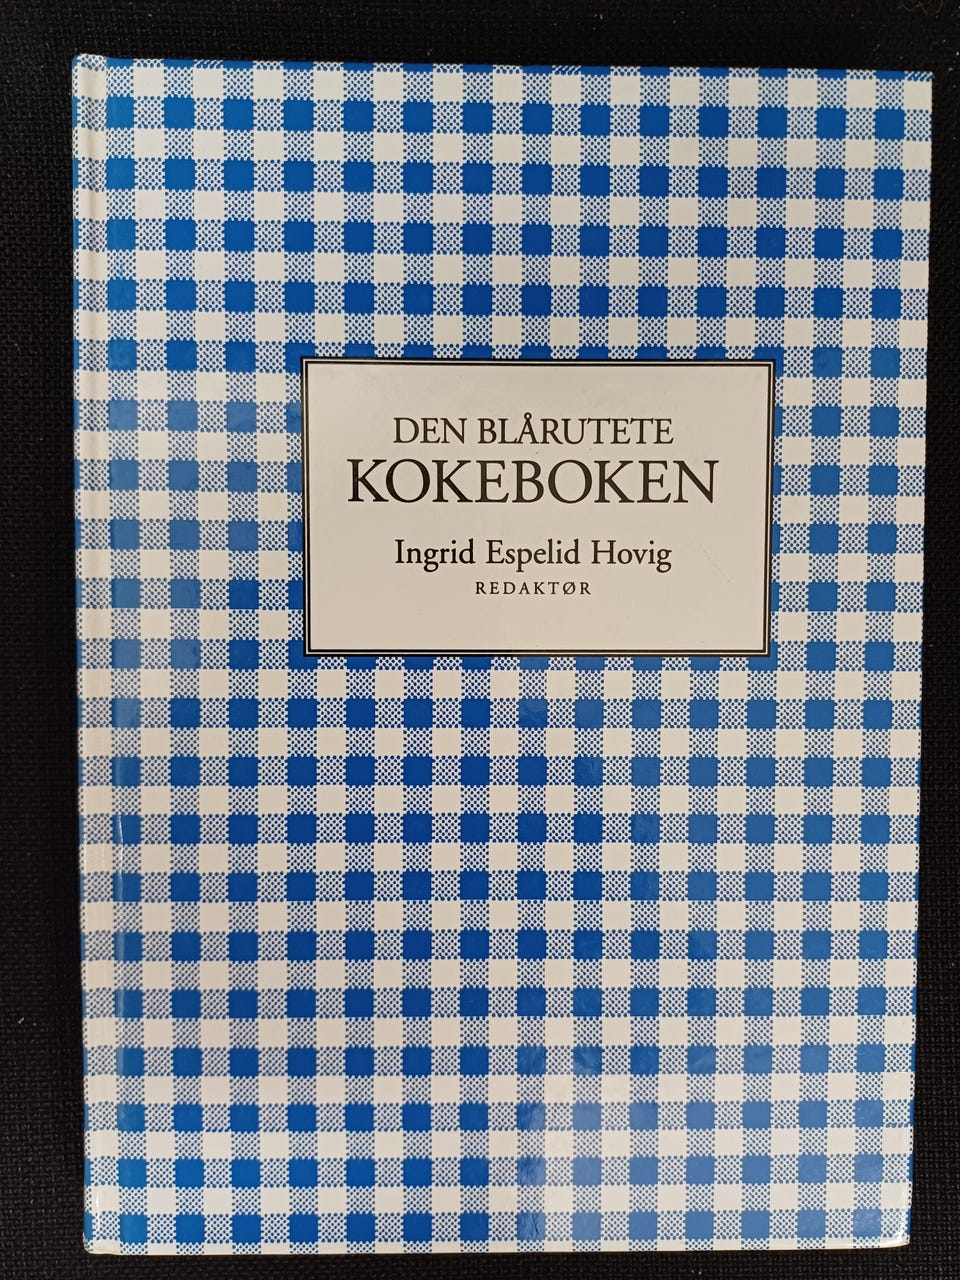 DEN BLÅRUTETE
KOKEBOKEN
Ingrid Espelid Hovig
REDAKTØR